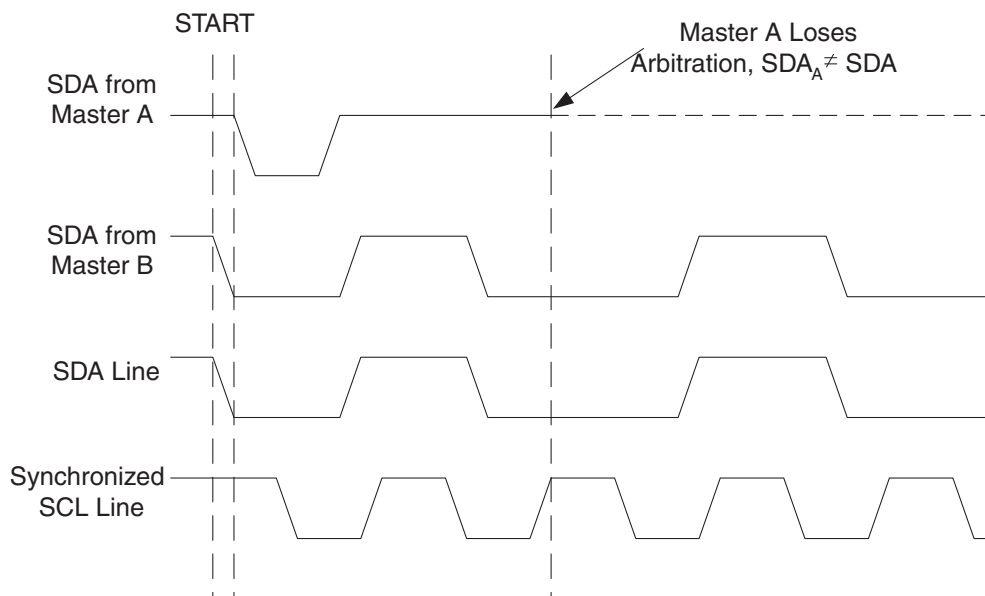 START
Master A Loses
Arbitration, SDA_A ≠ SDA
SDA from
Master A
SDA from
Master B
SDA Line
Synchronized
SCL Line